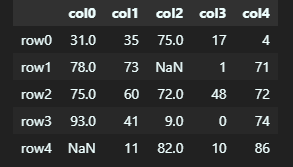 col0 col1 col2 col3 col4
row0 31.0 35 75.0 17 4
row1 78.0 73 NaN 1 71
row2 75.0 60 72.0 48 72
row3 93.0 41 9.0 0 74
row4 NaN 11 82.0 10 86